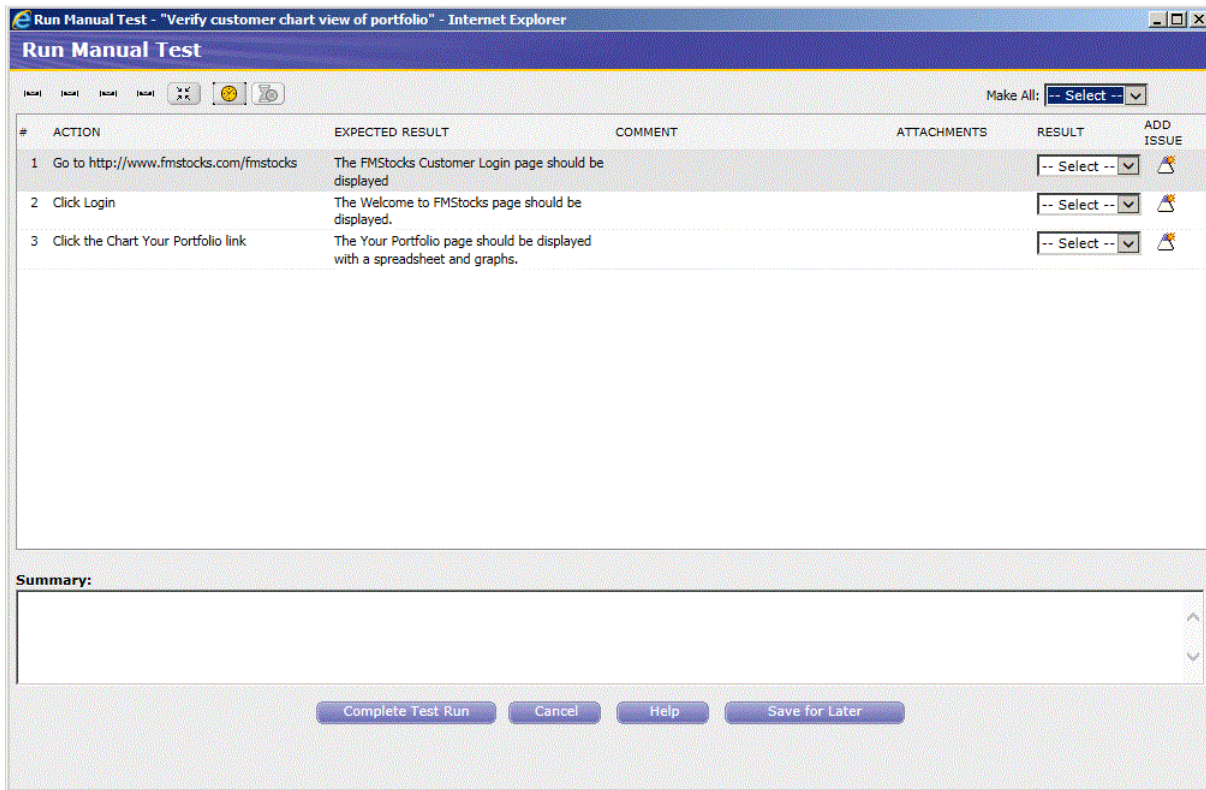 Run Manual Test - "Verify customer chart view of portfolio" - Internet Explorer
Run Manual Test
Make All: -- Select --
# ACTION EXPECTED RESULT COMMENT ATTACHMENTS RESULT ADD ISSUE
1 Go to http://www.fmstocks.com/fmstocks The FMStocks Customer Login page should be -- Select --
displayed
2 Click Login The Welcome to FMStocks page should be -- Select --
displayed.
3 Click the Chart Your Portfolio link The Your Portfolio page should be displayed -- Select --
with a spreadsheet and graphs.
Summary:
Complete Test Run Cancel Help Save for Later